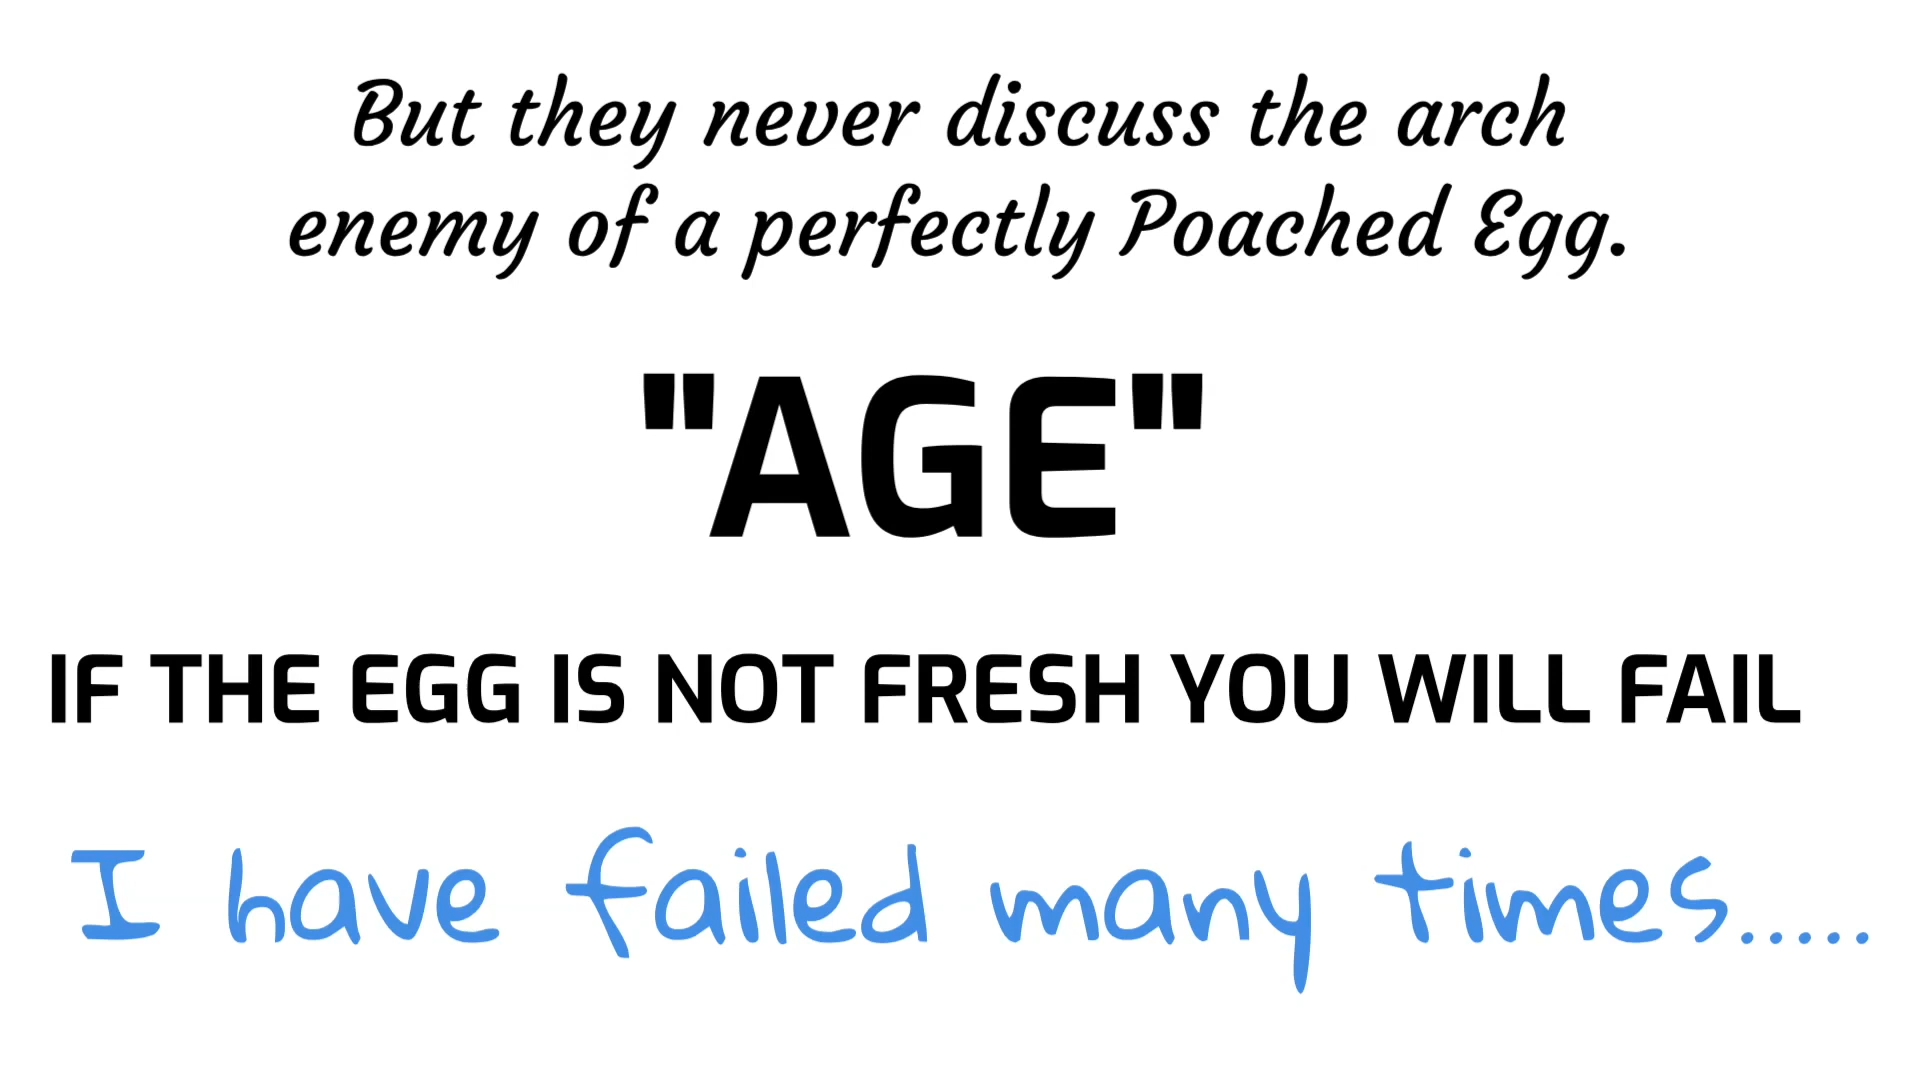 But they never discuss the arch
enemy of a perfectly Poached Egg.
"AGE"
IF THE EGG IS NOT FRESH YOU WILL FAIL
I have failed many times.....